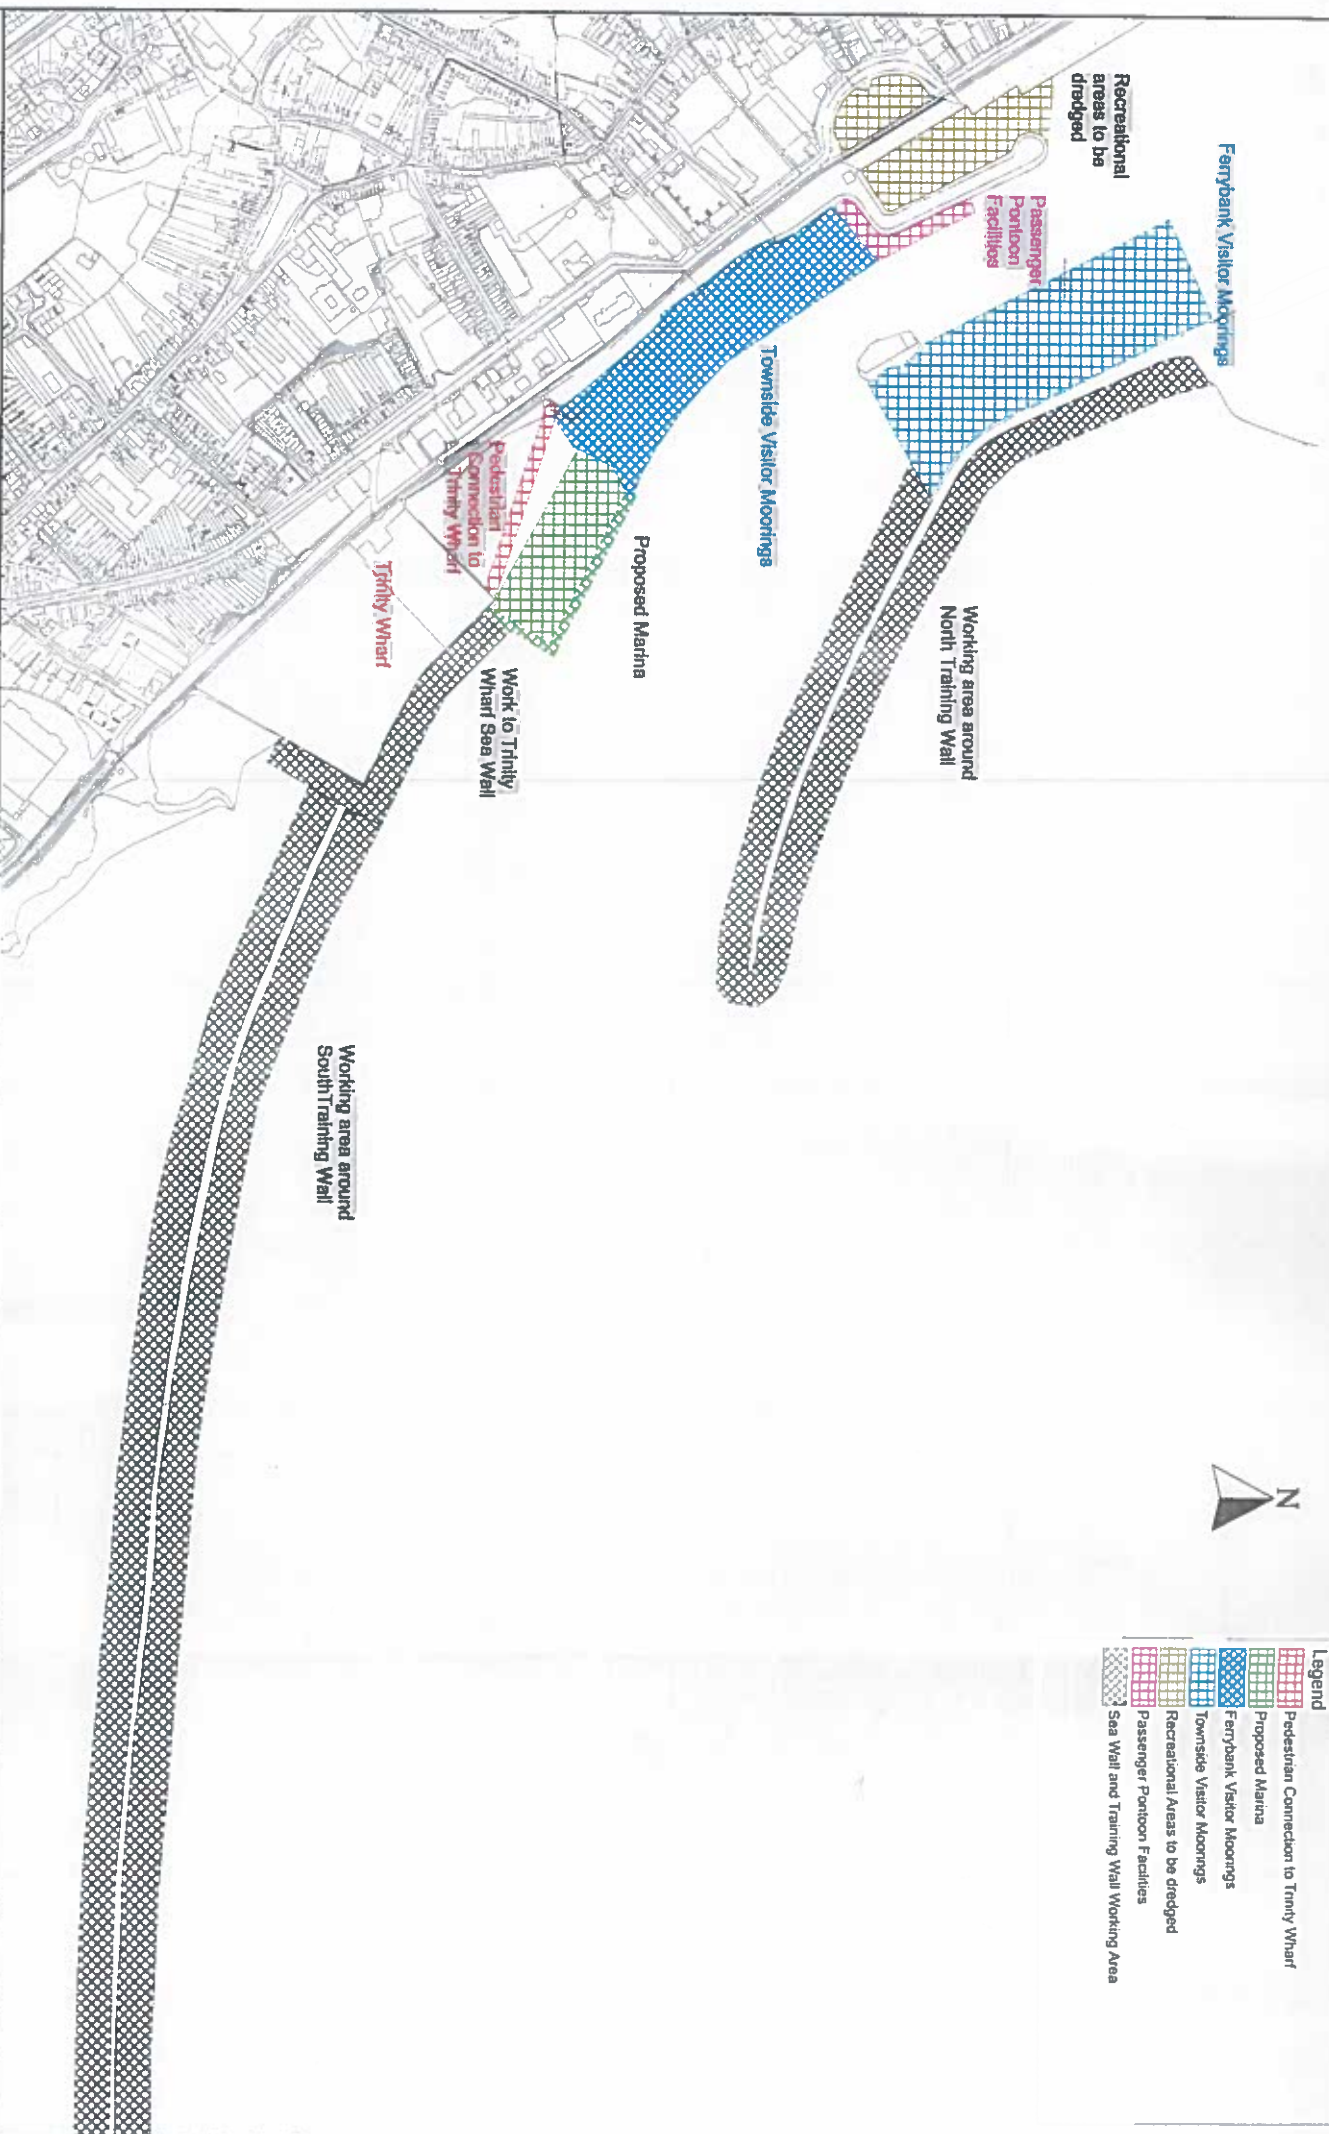 Ferrybank Visitor Moorings
Recreational
areas to be
dredged
Passenger
Pontoon
Facilities
Townside Visitor Moorings
Working area around
North Training Wall
Proposed Marina
Pedestrian
Connection to
Trinity Wharf
Trinity Wharf
Work to Trinity
Wharf Sea Wall
Working area around
South Training Wall
N
Legend
Pedestrian Connection to Trinity Wharf
Proposed Marina
Ferrybank Visitor Moorings
Townside Visitor Moorings
Recreational Areas to be dredged
Passenger Pontoon Facilities
Sea Wall and Training Wall Working Area